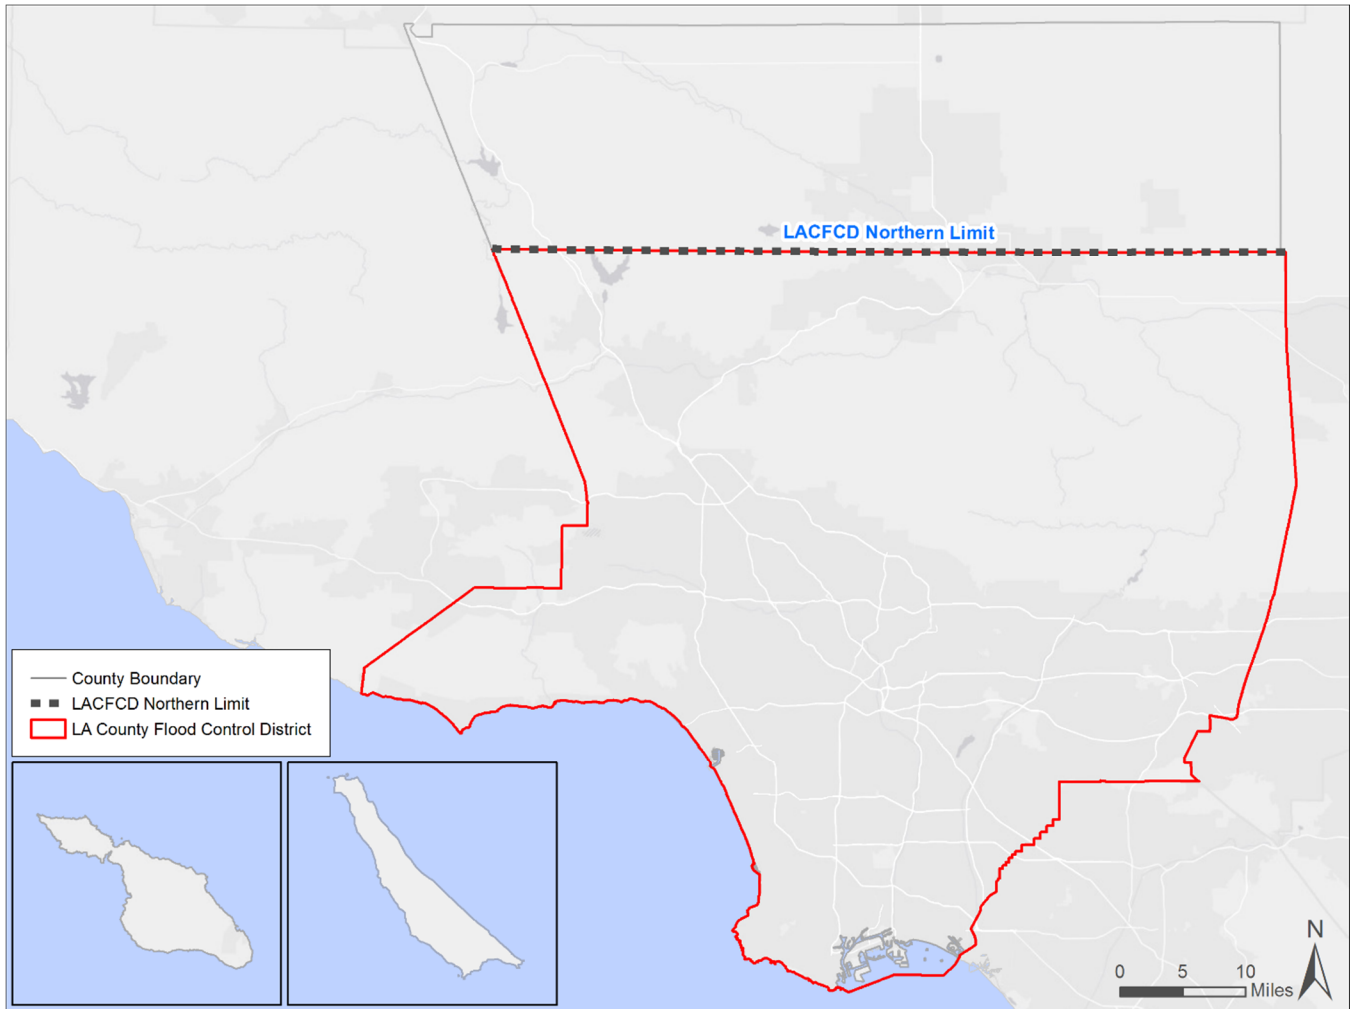 LACFCD Northern Limit
County Boundary
LACFCD Northern Limit
LA County Flood Control District
N
0 5 10
Miles